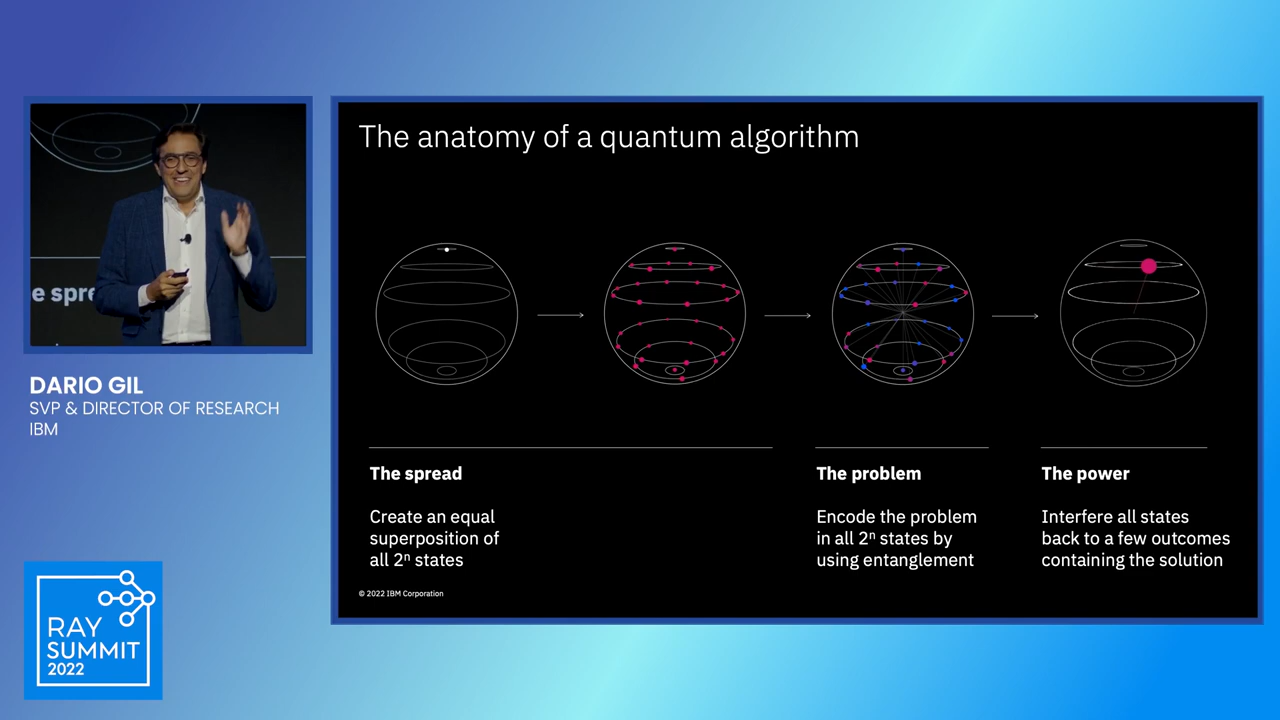 The anatomy of a quantum algorithm
e spre
DARIO GIL
SVP & DIRECTOR OF RESEARCH
IBM
The spread
Create an equal
superposition of
all 2ⁿ states
The problem
Encode the problem
in all 2ⁿ states by
using entanglement
The power
Interfere all states
back to a few outcomes
containing the solution
© 2022 IBM Corporation
RAY
SUMMIT
2022